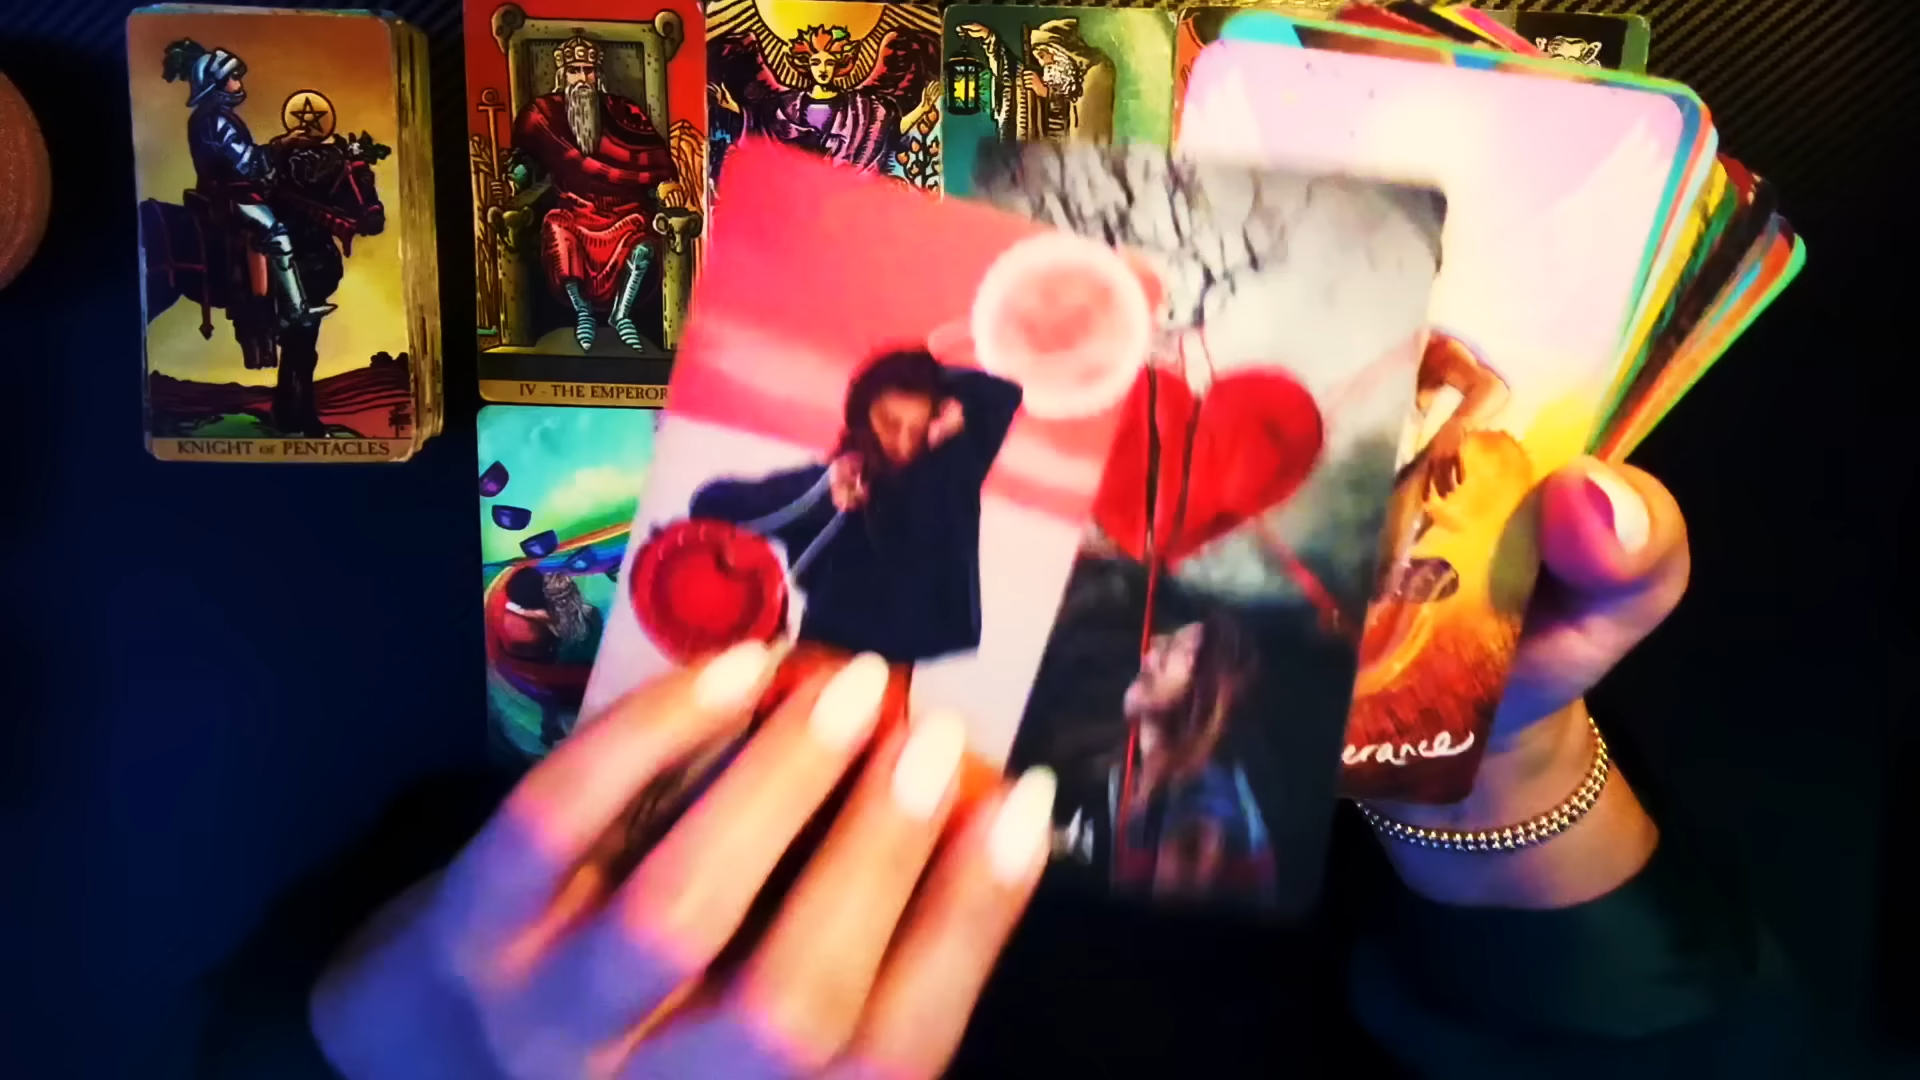 IV - THE EMPEROR
KNIGHT OF PENTACLES
erance